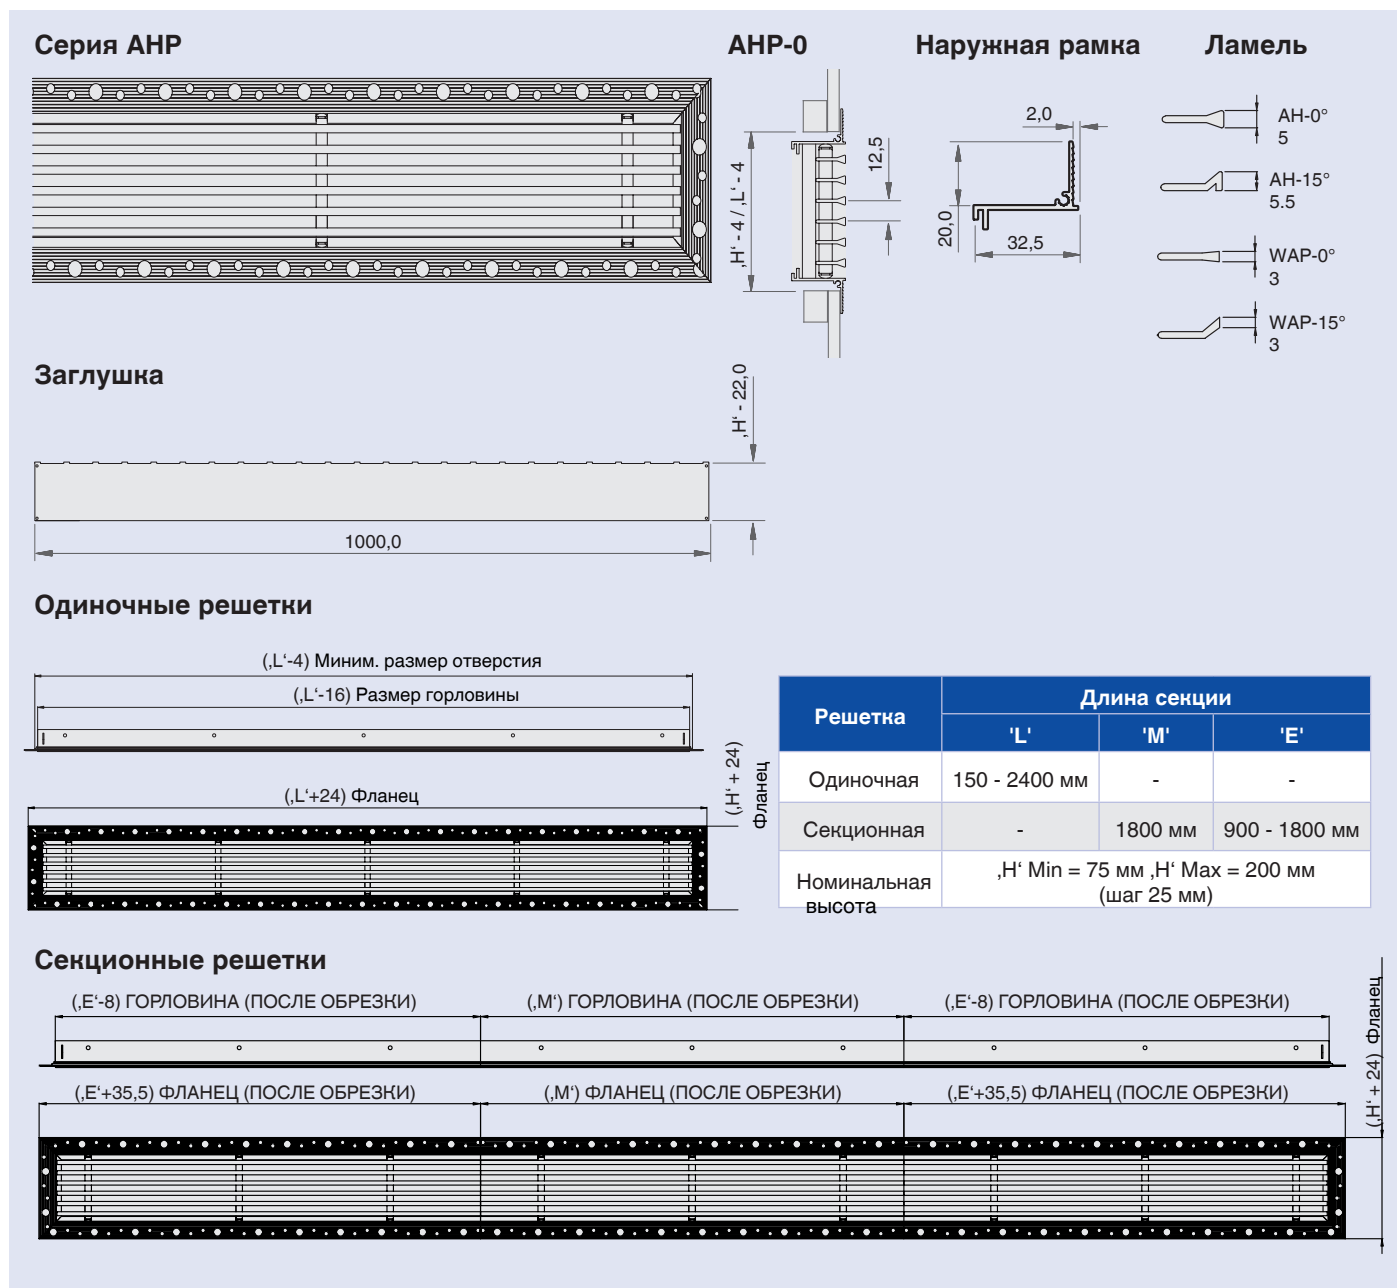 Серия AHP
AHP-0
Наружная рамка
Ламель
‚H‘ - 4 / ‚L‘ - 4
12,5
2,0
20,0
32,5
AH-0°
5
AH-15°
5.5
WAP-0°
3
WAP-15°
3
Заглушка
‚H‘ - 22,0
1000,0
Одиночные решетки
(‚L‘-4) Миним. размер отверстия
(‚L‘-16) Размер горловины
(‚L‘+24) Фланец
(‚H‘ + 24)
Фланец
Решетка
Длина секции
'L'
'M'
'E'
Одиночная
150 - 2400 мм
-
-
Секционная
-
1800 мм
900 - 1800 мм
Номинальная
высота
‚H‘ Min = 75 мм ‚H‘ Max = 200 мм
(шаг 25 мм)
Секционные решетки
(‚E‘-8) ГОРЛОВИНА (ПОСЛЕ ОБРЕЗКИ)
(‚M‘) ГОРЛОВИНА (ПОСЛЕ ОБРЕЗКИ)
(‚E‘-8) ГОРЛОВИНА (ПОСЛЕ ОБРЕЗКИ)
(‚E‘+35,5) ФЛАНЕЦ (ПОСЛЕ ОБРЕЗКИ)
(‚M‘) ФЛАНЕЦ (ПОСЛЕ ОБРЕЗКИ)
(‚E‘+35,5) ФЛАНЕЦ (ПОСЛЕ ОБРЕЗКИ)
(‚H‘ + 24) Фланец